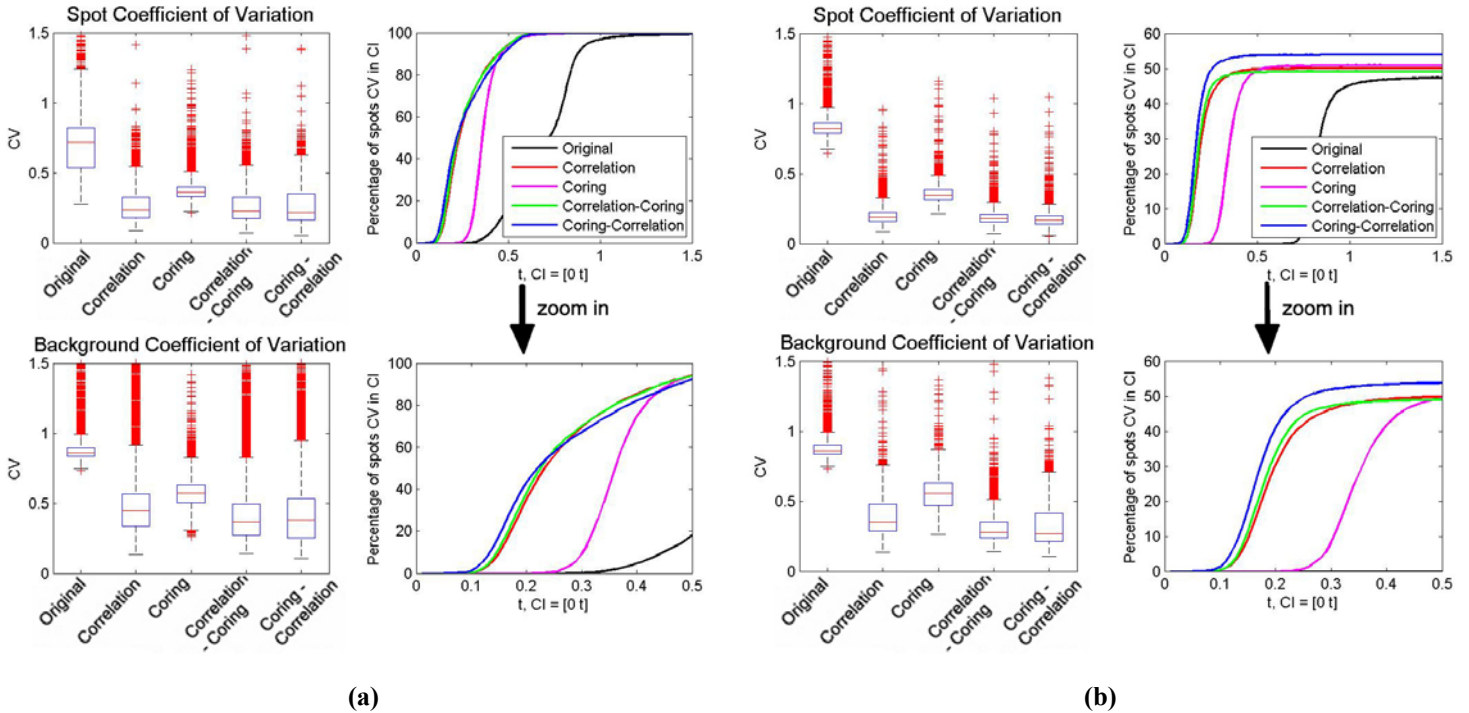 Spot Coefficient of Variation
CV
1.5
1
0.5
0
Original
Correlation
Coring
Correlation
- Coring
Coring -
Correlation
Percentage of spots CV in CI
100
80
60
40
20
0
Original
Correlation
Coring
Correlation-Coring
Coring-Correlation
0
0.5
1
1.5
t, CI = [0 t]
zoom in
Background Coefficient of Variation
CV
1.5
1
0.5
0
Original
Correlation
Coring
Correlation
- Coring
Coring -
Correlation
Percentage of spots CV in CI
100
80
60
40
20
0
0
0.1
0.2
0.3
0.4
0.5
t, CI = [0 t]
(a)
Spot Coefficient of Variation
CV
1.5
1
0.5
0
Original
Correlation
Coring
Correlation
- Coring
Coring -
Correlation
Percentage of spots CV in CI
60
50
40
30
20
10
0
Original
Correlation
Coring
Correlation-Coring
Coring-Correlation
0
0.5
1
1.5
t, CI = [0 t]
zoom in
Background Coefficient of Variation
CV
1.5
1
0.5
0
Original
Correlation
Coring
Correlation
- Coring
Coring -
Correlation
Percentage of spots CV in CI
60
50
40
30
20
10
0
0
0.1
0.2
0.3
0.4
0.5
t, CI = [0 t]
(b)